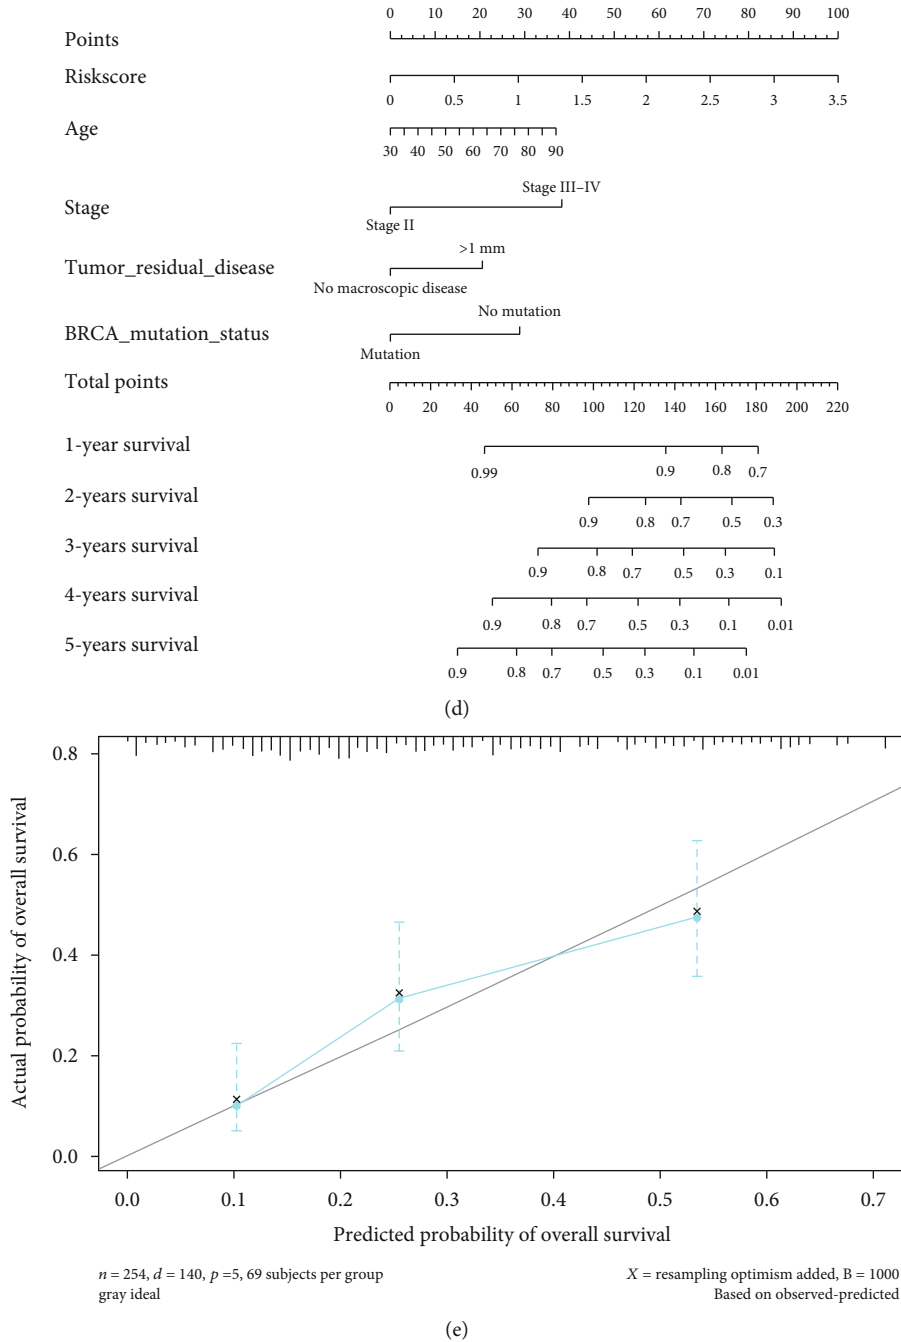 0 10 20 30 40 50 60 70 80 90 100
Points
Riskscore
0 0.5 1 1.5 2 2.5 3 3.5
Age
30 40 50 60 70 80 90
Stage III–IV
Stage
Stage II
>1 mm
Tumor_residual_disease
No macroscopic disease
No mutation
BRCA_mutation_status
Mutation
Total points
0 20 40 60 80 100 120 140 160 180 200 220
1-year survival
0.99 0.9 0.8 0.7
2-years survival
0.9 0.8 0.7 0.5 0.3
3-years survival
0.9 0.8 0.7 0.5 0.3 0.1
4-years survival
0.9 0.8 0.7 0.5 0.3 0.1 0.01
5-years survival
0.9 0.8 0.7 0.5 0.3 0.1 0.01
(d)
Actual probability of overall survival
0.8
0.6
0.4
0.2
0.0
0.0 0.1 0.2 0.3 0.4 0.5 0.6 0.7
Predicted probability of overall survival
n = 254, d = 140, p =5, 69 subjects per group
gray ideal
X = resampling optimism added, B = 1000
Based on observed-predicted
(e)